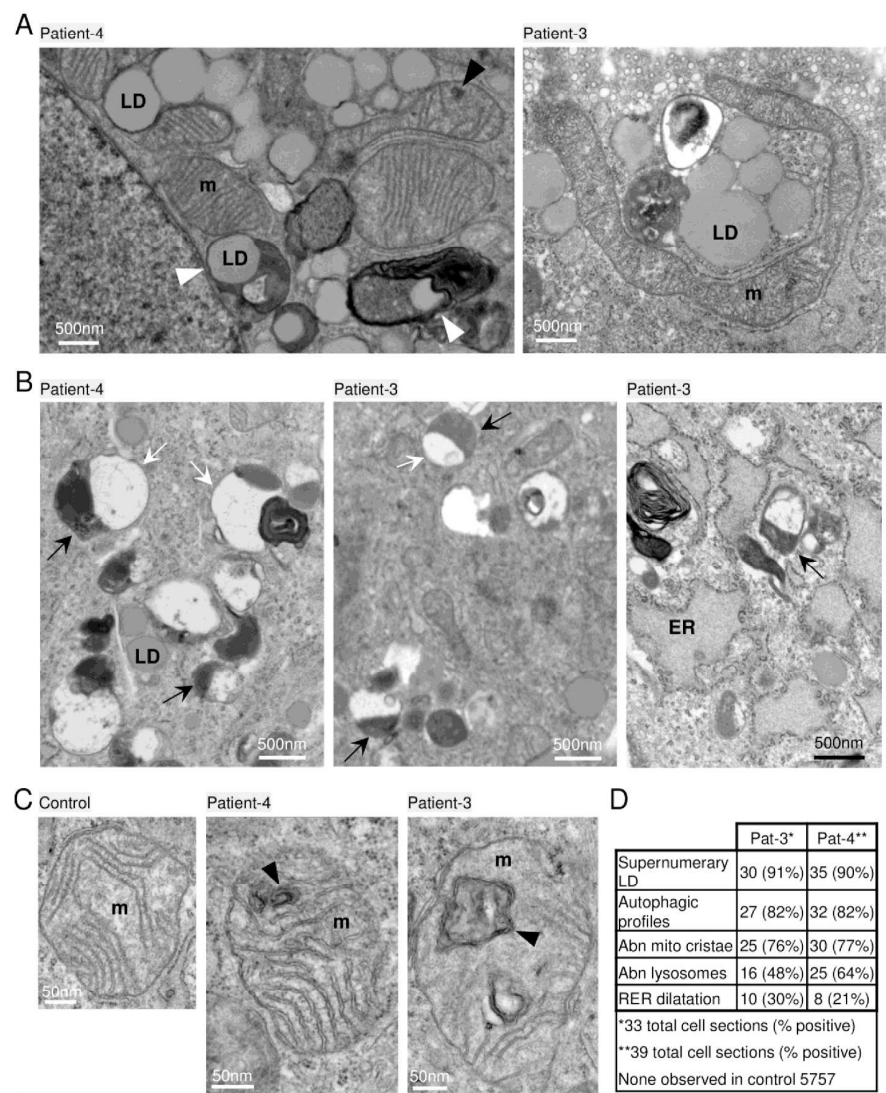 A
Patient-4
Patient-3
LD
m
LD
500nm
LD
m
500nm
B
Patient-4
Patient-3
Patient-3
LD
500nm
500nm
ER
500nm
C
Control
Patient-4
Patient-3
m
50nm
m
50nm
m
50nm
D
Pat-3* Pat-4**
Supernumerary LD 30 (91%) 35 (90%)
Autophagic profiles 27 (82%) 32 (82%)
Abn mito cristae 25 (76%) 30 (77%)
Abn lysosomes 16 (48%) 25 (64%)
RER dilatation 10 (30%) 8 (21%)
*33 total cell sections (% positive)
**39 total cell sections (% positive)
None observed in control 5757